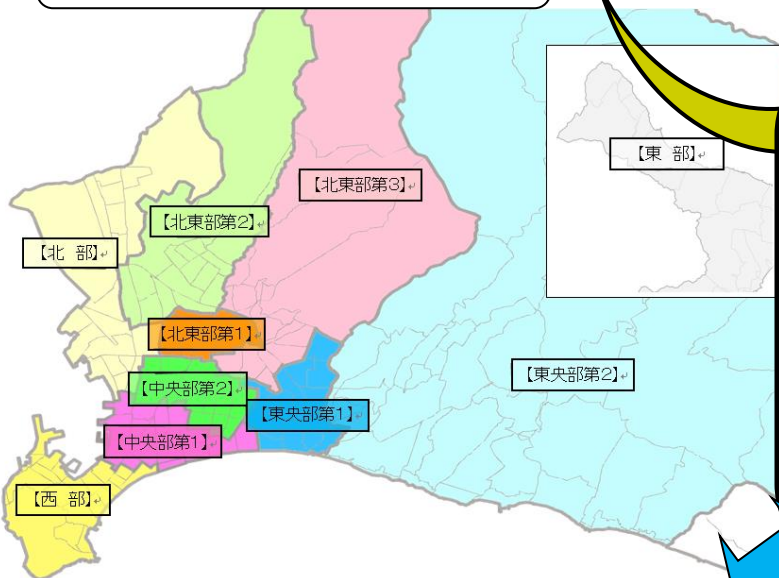 【東 部】
【北東部第3】
【北東部第2】
【北 部】
【北東部第1】
【東央部第2】
【中央部第2】
【東央部第1】
【中央部第1】
【西 部】